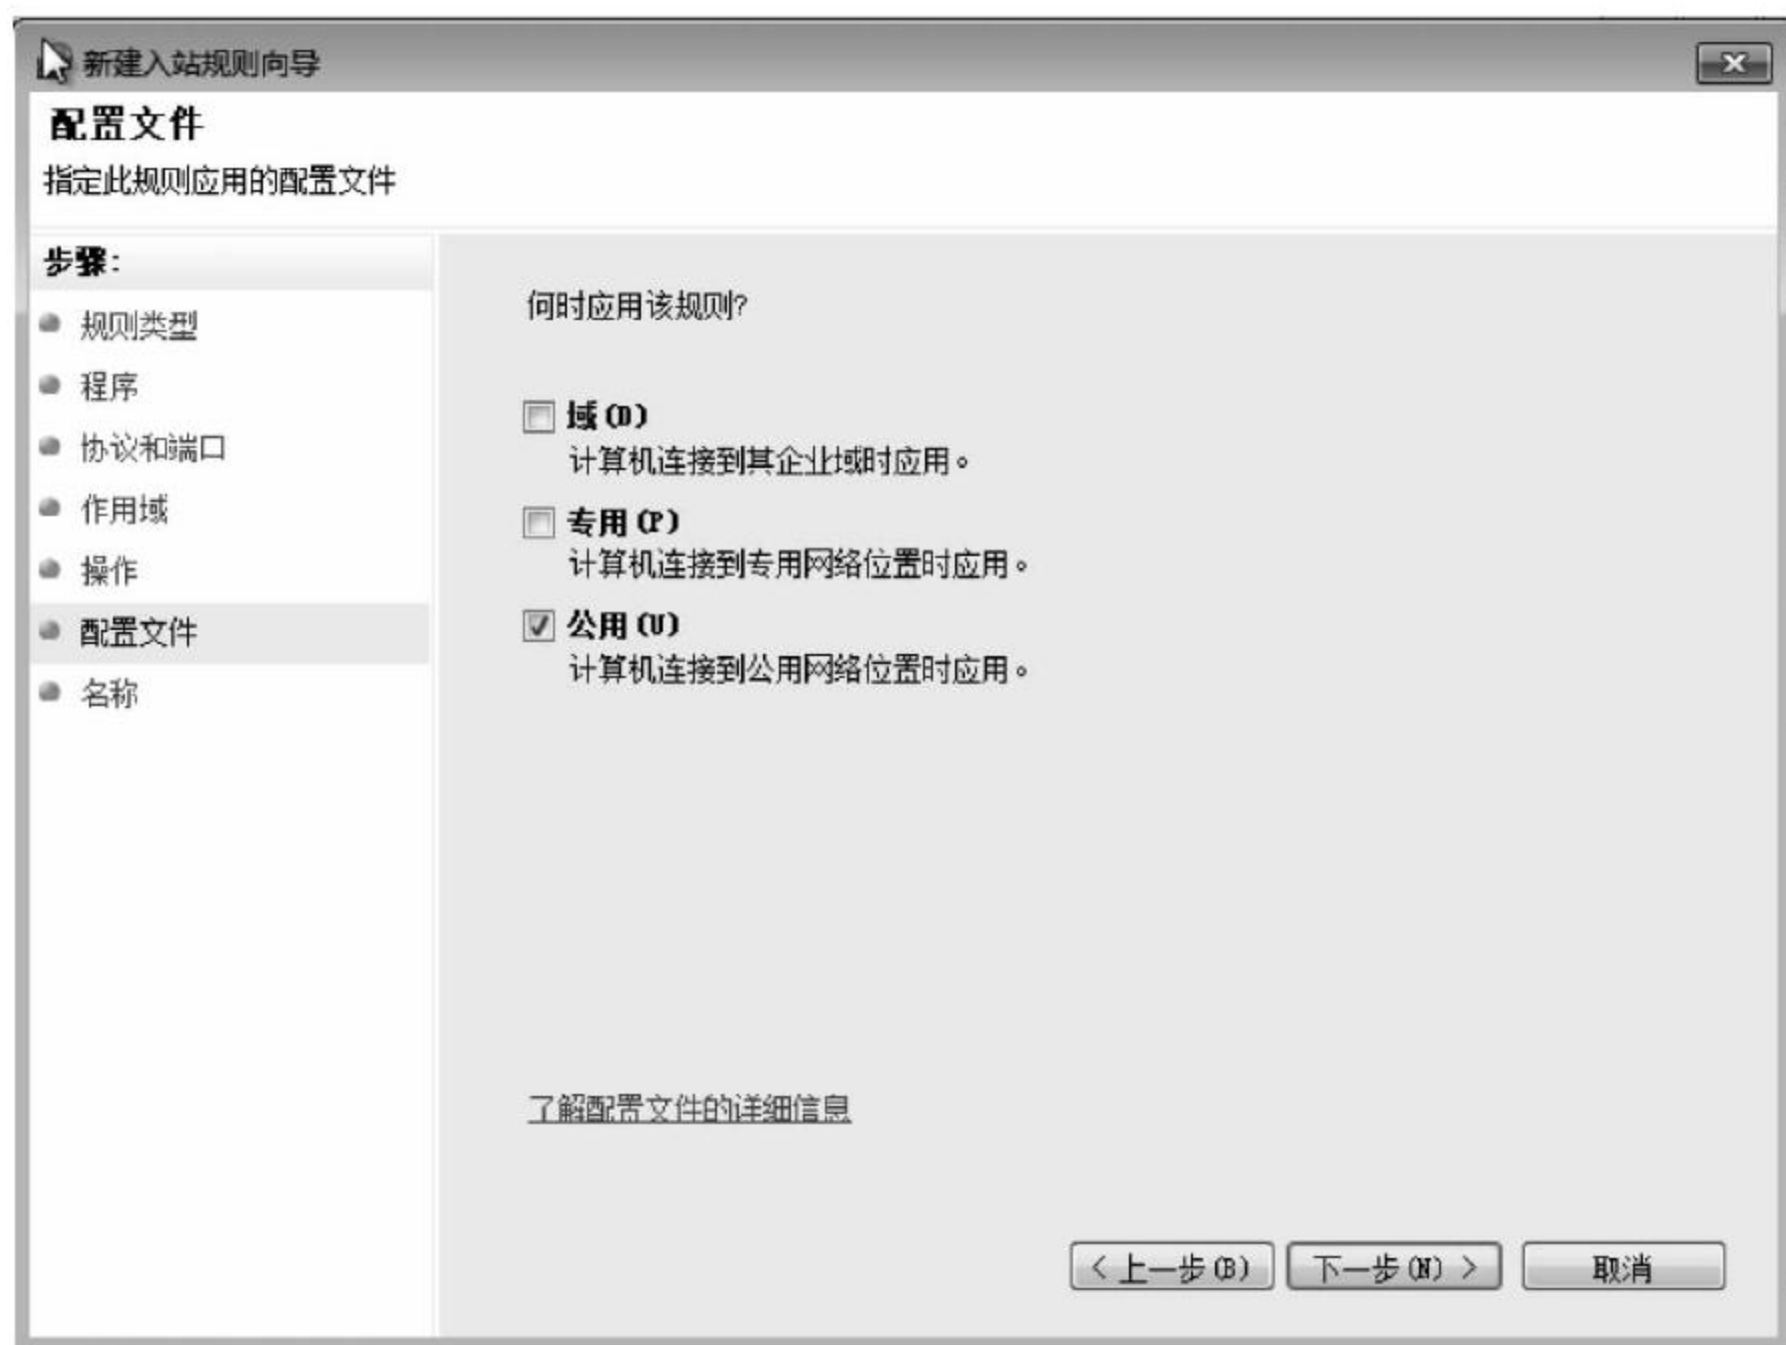 新建入站规则向导
配置文件
指定此规则应用的配置文件
步骤:
规则类型
程序
协议和端口
作用域
操作
配置文件
名称
何时应用该规则?
域(D)
计算机连接到其企业域时应用。
专用(P)
计算机连接到专用网络位置时应用。
公用(U)
计算机连接到公用网络位置时应用。
了解配置文件的详细信息
< 上一步(B) 下一步(N) > 取消